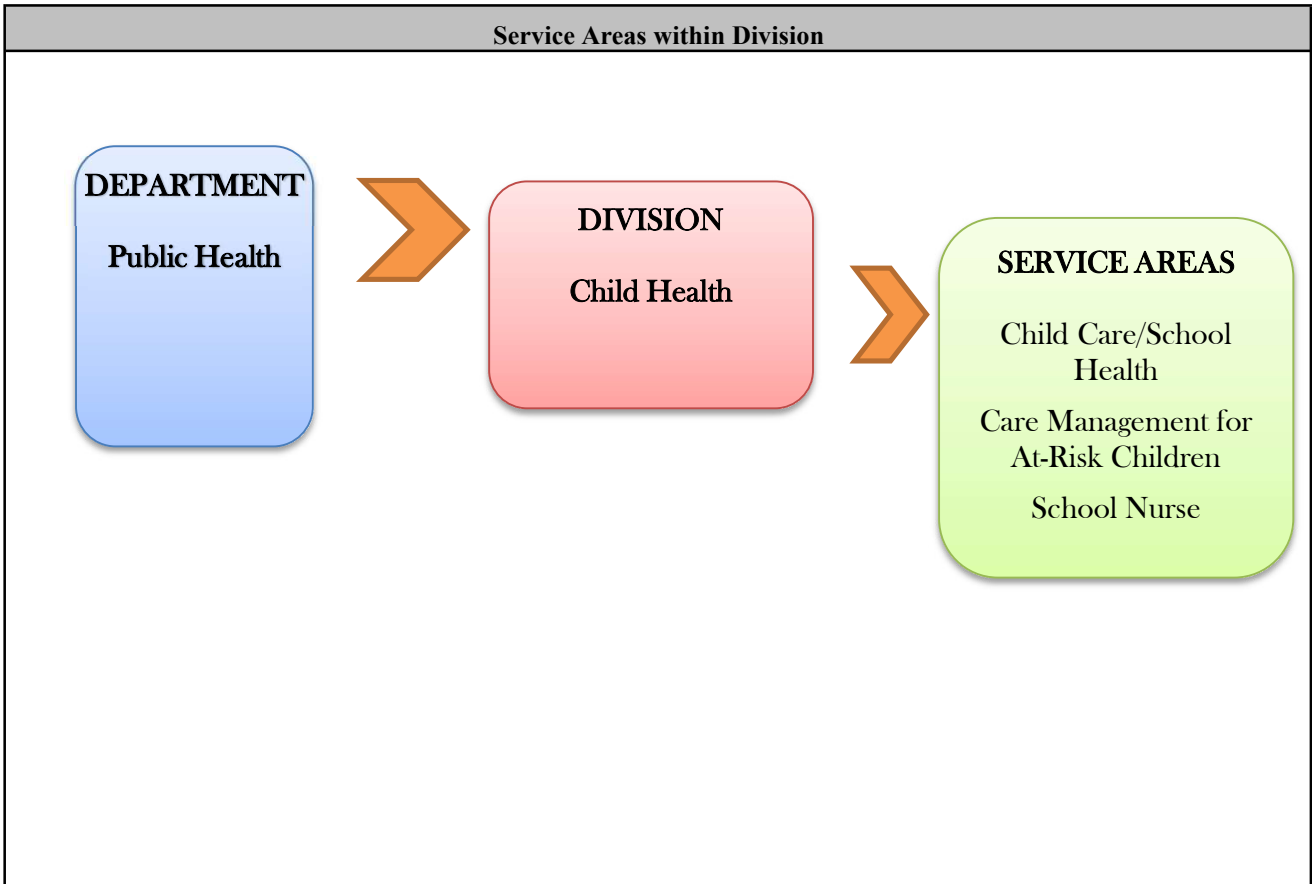 Service Areas within Division
DEPARTMENT
Public Health
DIVISION
Child Health
SERVICE AREAS
Child Care/School
Health
Care Management for
At-Risk Children
School Nurse